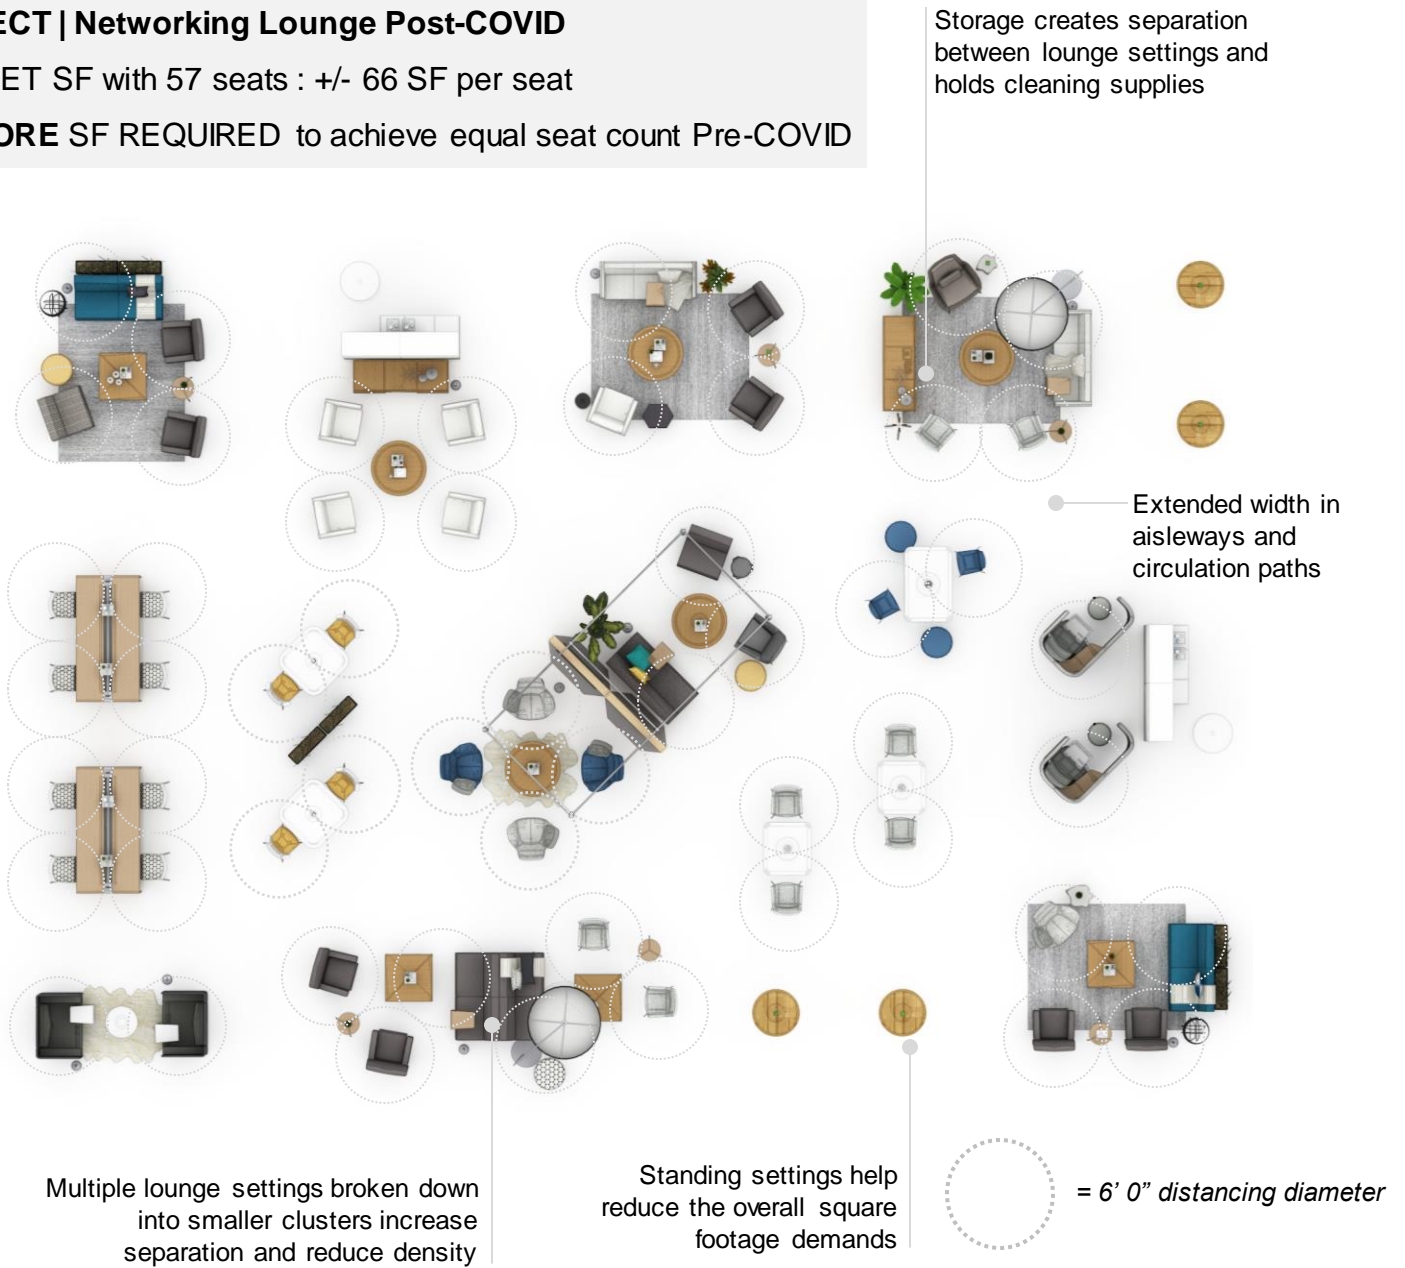 ECT | Networking Lounge Post-COVID
ET SF with 57 seats : +/- 66 SF per seat
ORE SF REQUIRED to achieve equal seat count Pre-COVID
Storage creates separation
between lounge settings and
holds cleaning supplies
Extended width in
aisleways and
circulation paths
Multiple lounge settings broken down
into smaller clusters increase
separation and reduce density
Standing settings help
reduce the overall square
footage demands
= 6’ 0” distancing diameter